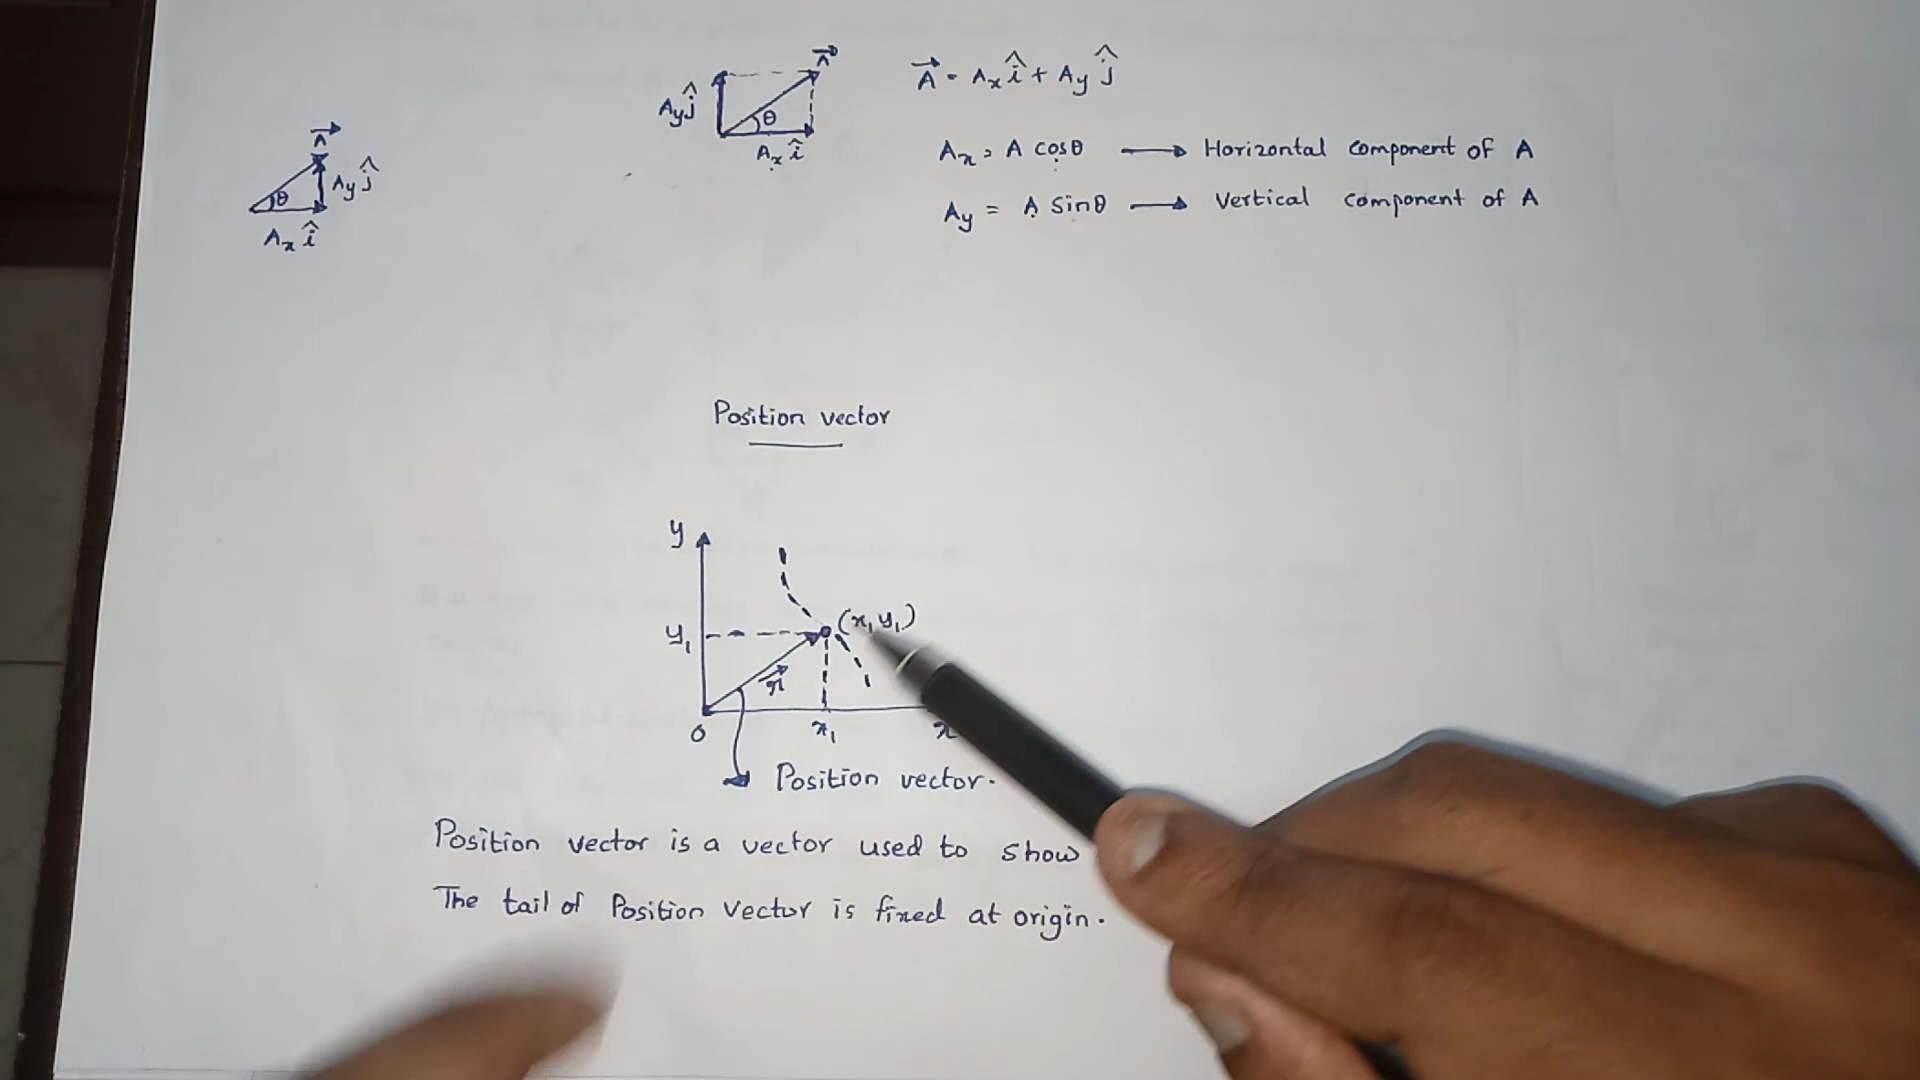 A⃗ = Aₓ î + Ay ĵ
Aₓ = A cosθ ⟶ Horizontal component of A
Ay = A sinθ ⟶ Vertical component of A
A⃗
Ay ĵ
θ
Aₓ î
A⃗
Ay ĵ
θ
Aₓ î
Position vector
y
(x₁ y₁)
y₁
r⃗
0 x₁ x
Position vector.
Position vector is a vector used to show
The tail of Position Vector is fixed at origin.